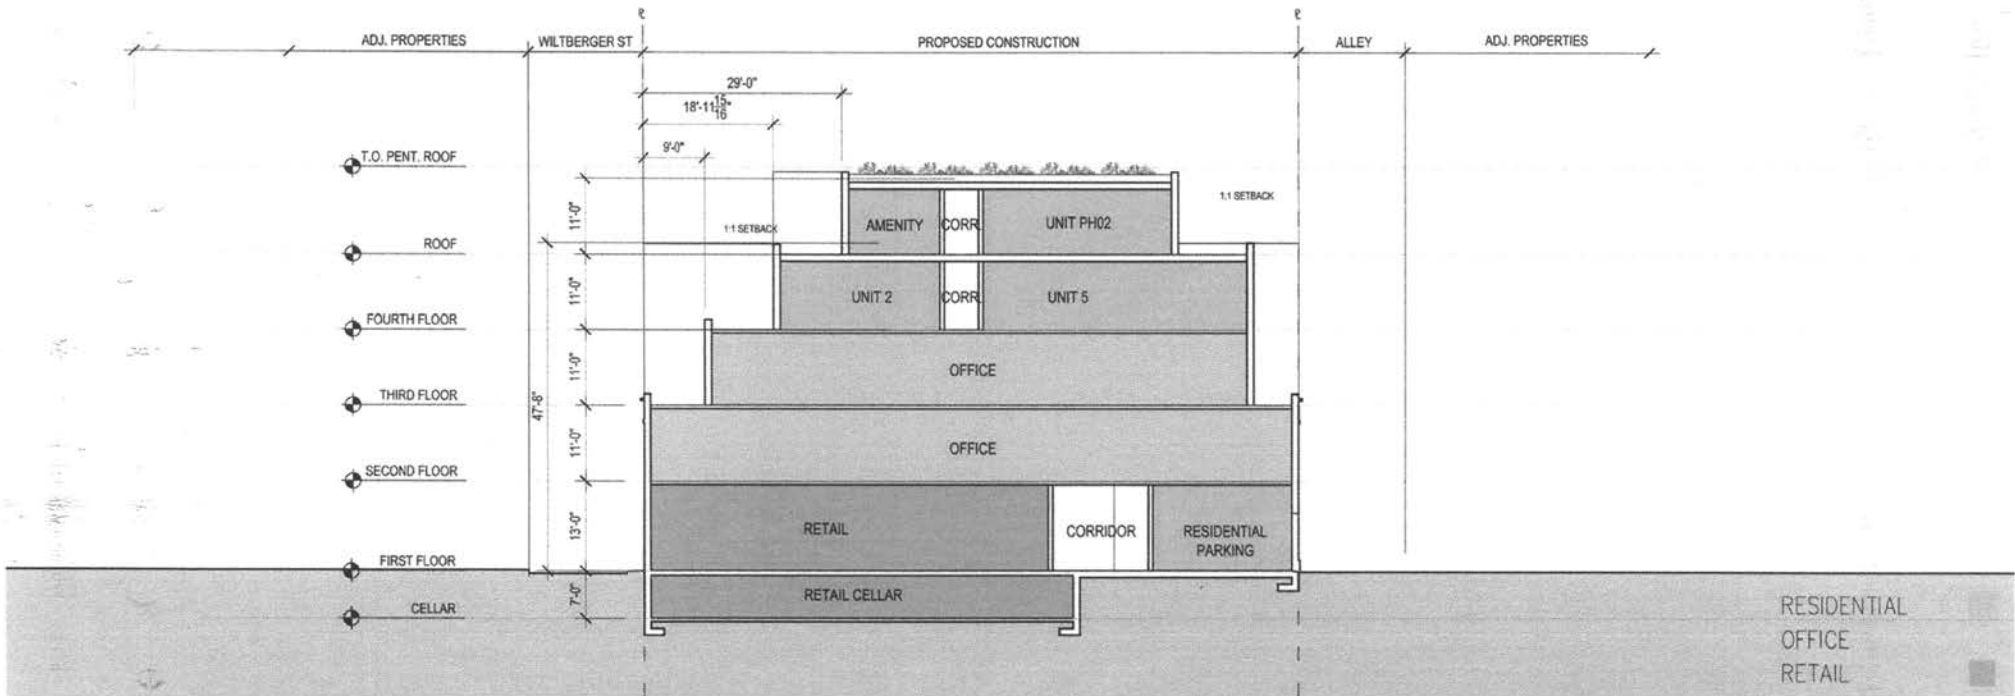 ADJ. PROPERTIES
WILTBERGER ST
PROPOSED CONSTRUCTION
ALLEY
ADJ. PROPERTIES
29'-0"
18'-11 15/16"
9'-0"
T.O. PENT. ROOF
ROOF
FOURTH FLOOR
THIRD FLOOR
SECOND FLOOR
FIRST FLOOR
CELLAR
47'-8"
11'-0"
11'-0"
11'-0"
11'-0"
13'-0"
7'-0"
1:1 SETBACK
1:1 SETBACK
AMENITY
CORR
UNIT PH02
UNIT 2
CORR
UNIT 5
OFFICE
OFFICE
RETAIL
CORRIDOR
RESIDENTIAL
PARKING
RETAIL CELLAR
RESIDENTIAL
OFFICE
RETAIL